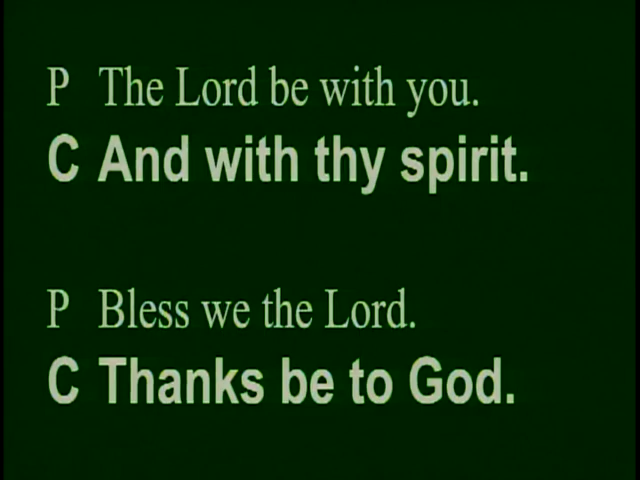 P The Lord be with you.
C And with thy spirit.
P Bless we the Lord.
C Thanks be to God.